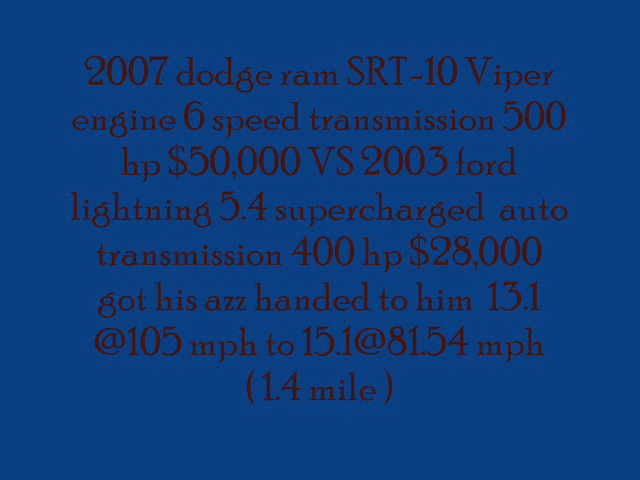 2007 dodge ram SRT-10 Viper
engine 6 speed transmission 500
hp $50,000 VS 2003 ford
lightning 5.4 supercharged auto
transmission 400 hp $28,000
got his azz handed to him 13.1
@105 mph to 15.1@81.54 mph
( 1.4 mile )